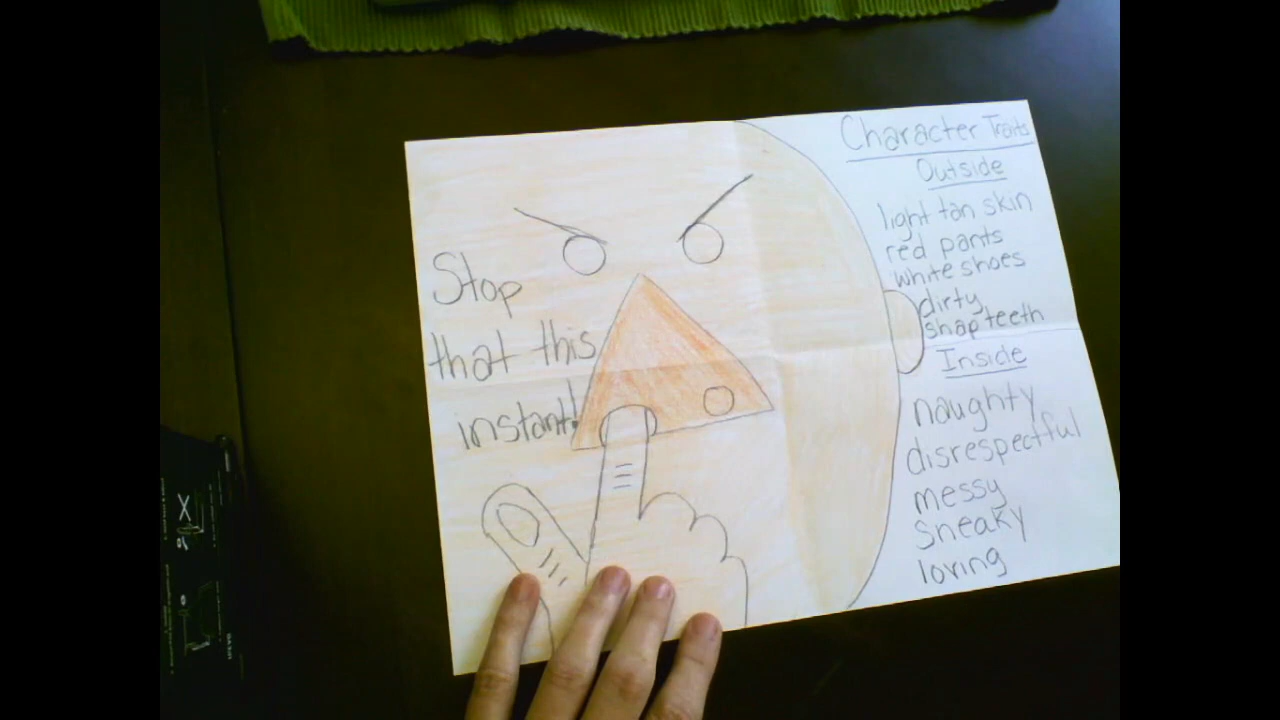 Stop
that this
instant!
Character Traits
Outside
light tan skin
red pants
white shoes
dirty
shap teeth
Inside
naughty
disrespectful
messy
sneaky
loving